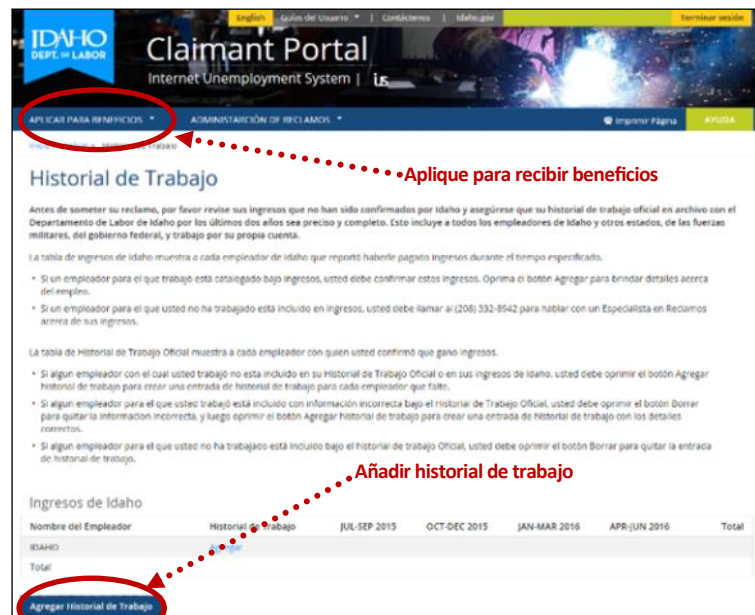 English Guías del Usuario | Contáctenos | Idaho.gov Terminar sesión
IDAHO
DEPT. OF LABOR
Claimant Portal
Internet Unemployment System | ius
APLICAR PARA BENEFICIOS ADMINISTARCIÓN DE RECLAMOS Imprimir Página AYUDA
Historial de Trabajo
Aplique para recibir beneficios
Historial de Trabajo
Antes de someter su reclamo, por favor revise sus ingresos que no han sido confirmados por Idaho y asegúrese que su historial de trabajo oficial en archivo con el
Departamento de Labor de Idaho por los últimos dos años sea preciso y completo. Esto incluye a todos los empleadores de Idaho y otros estados, de las fuerzas
militares, del gobierno federal, y trabajo por su propia cuenta.
La tabla de ingresos de Idaho muestra a cada empleador de Idaho que reportó haberle pagado ingresos durante el tiempo especificado.
• Si un empleador para el que trabajó está catalogado bajo ingresos, usted debe confirmar estos ingresos. Oprima el botón Agregar para brindar detalles acerca
del empleo.
• Si un empleador para el que usted no ha trabajado está incluido en ingresos, usted debe llamar al (208) 332-8942 para hablar con un Especialista en Reclamos
acerca de sus ingresos.
La tabla de Historial de Trabajo Oficial muestra a cada empleador con quien usted confirmó que gano ingresos.
• Si algun empleador con el cual usted trabajó no esta incluido en su Historial de Trabajo Oficial o en sus ingresos de Idaho, usted debe oprimir el botón Agregar
historial de trabajo para crear una entrada de historial de trabajo para cada empleador que falte.
• Si algun empleador para el que usted trabajó está incluido con información incorrecta bajo el Historial de Trabajo Oficial, usted debe oprimir el botón Borrar
para quitar la informacion incorrecta, y luego oprimir el botón Agregar historial de trabajo para crear una entrada de historial de trabajo con los detalles
correctos.
• Si algun empleador para el que usted no ha trabajado está incluido bajo el historial de trabajo Oficial, usted debe oprimir el botón Borrar para quitar la entrada
de historial de trabajo.
Añadir historial de trabajo
Ingresos de Idaho
Nombre del Empleador Historial de Trabajo JUL-SEP 2015 OCT-DEC 2015 JAN-MAR 2016 APR-JUN 2016 Total
IDAHO Agregar
Total
Agregar Historial de Trabajo